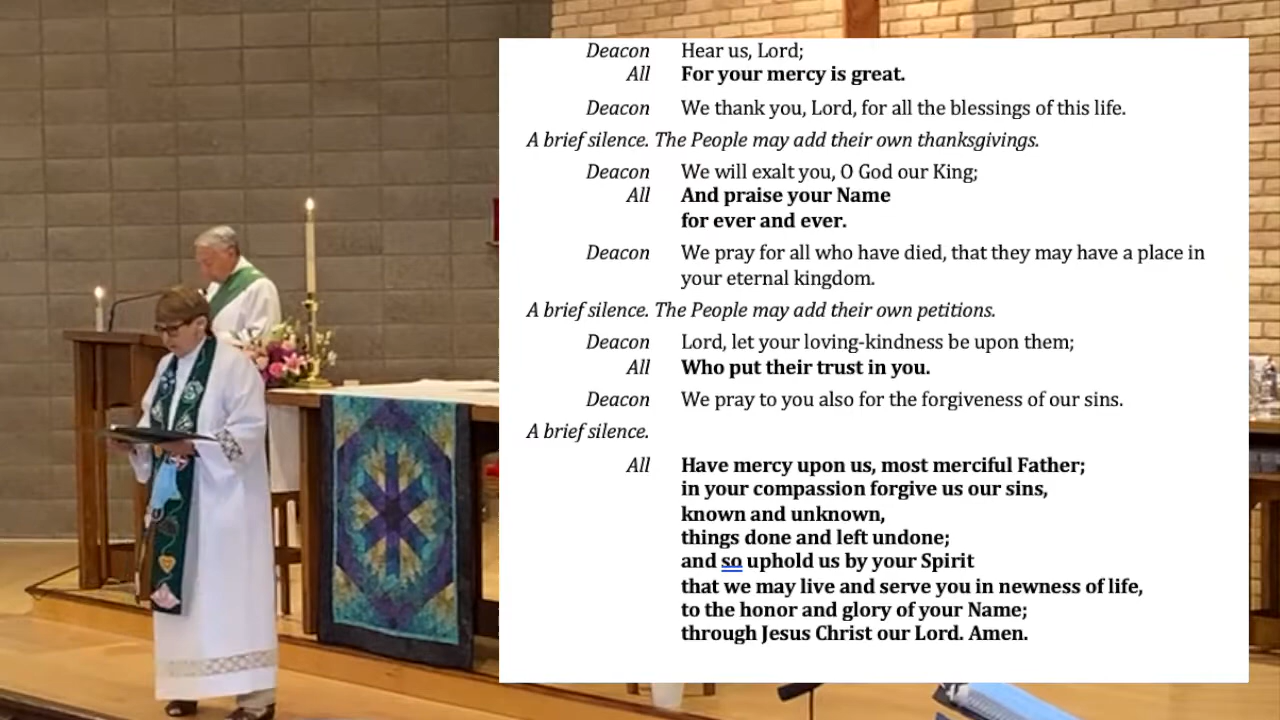 Deacon Hear us, Lord;
All For your mercy is great.
Deacon We thank you, Lord, for all the blessings of this life.
A brief silence. The People may add their own thanksgivings.
Deacon We will exalt you, O God our King;
All And praise your Name
for ever and ever.
Deacon We pray for all who have died, that they may have a place in
your eternal kingdom.
A brief silence. The People may add their own petitions.
Deacon Lord, let your loving-kindness be upon them;
All Who put their trust in you.
Deacon We pray to you also for the forgiveness of our sins.
A brief silence.
All Have mercy upon us, most merciful Father;
in your compassion forgive us our sins,
known and unknown,
things done and left undone;
and so uphold us by your Spirit
that we may live and serve you in newness of life,
to the honor and glory of your Name;
through Jesus Christ our Lord. Amen.